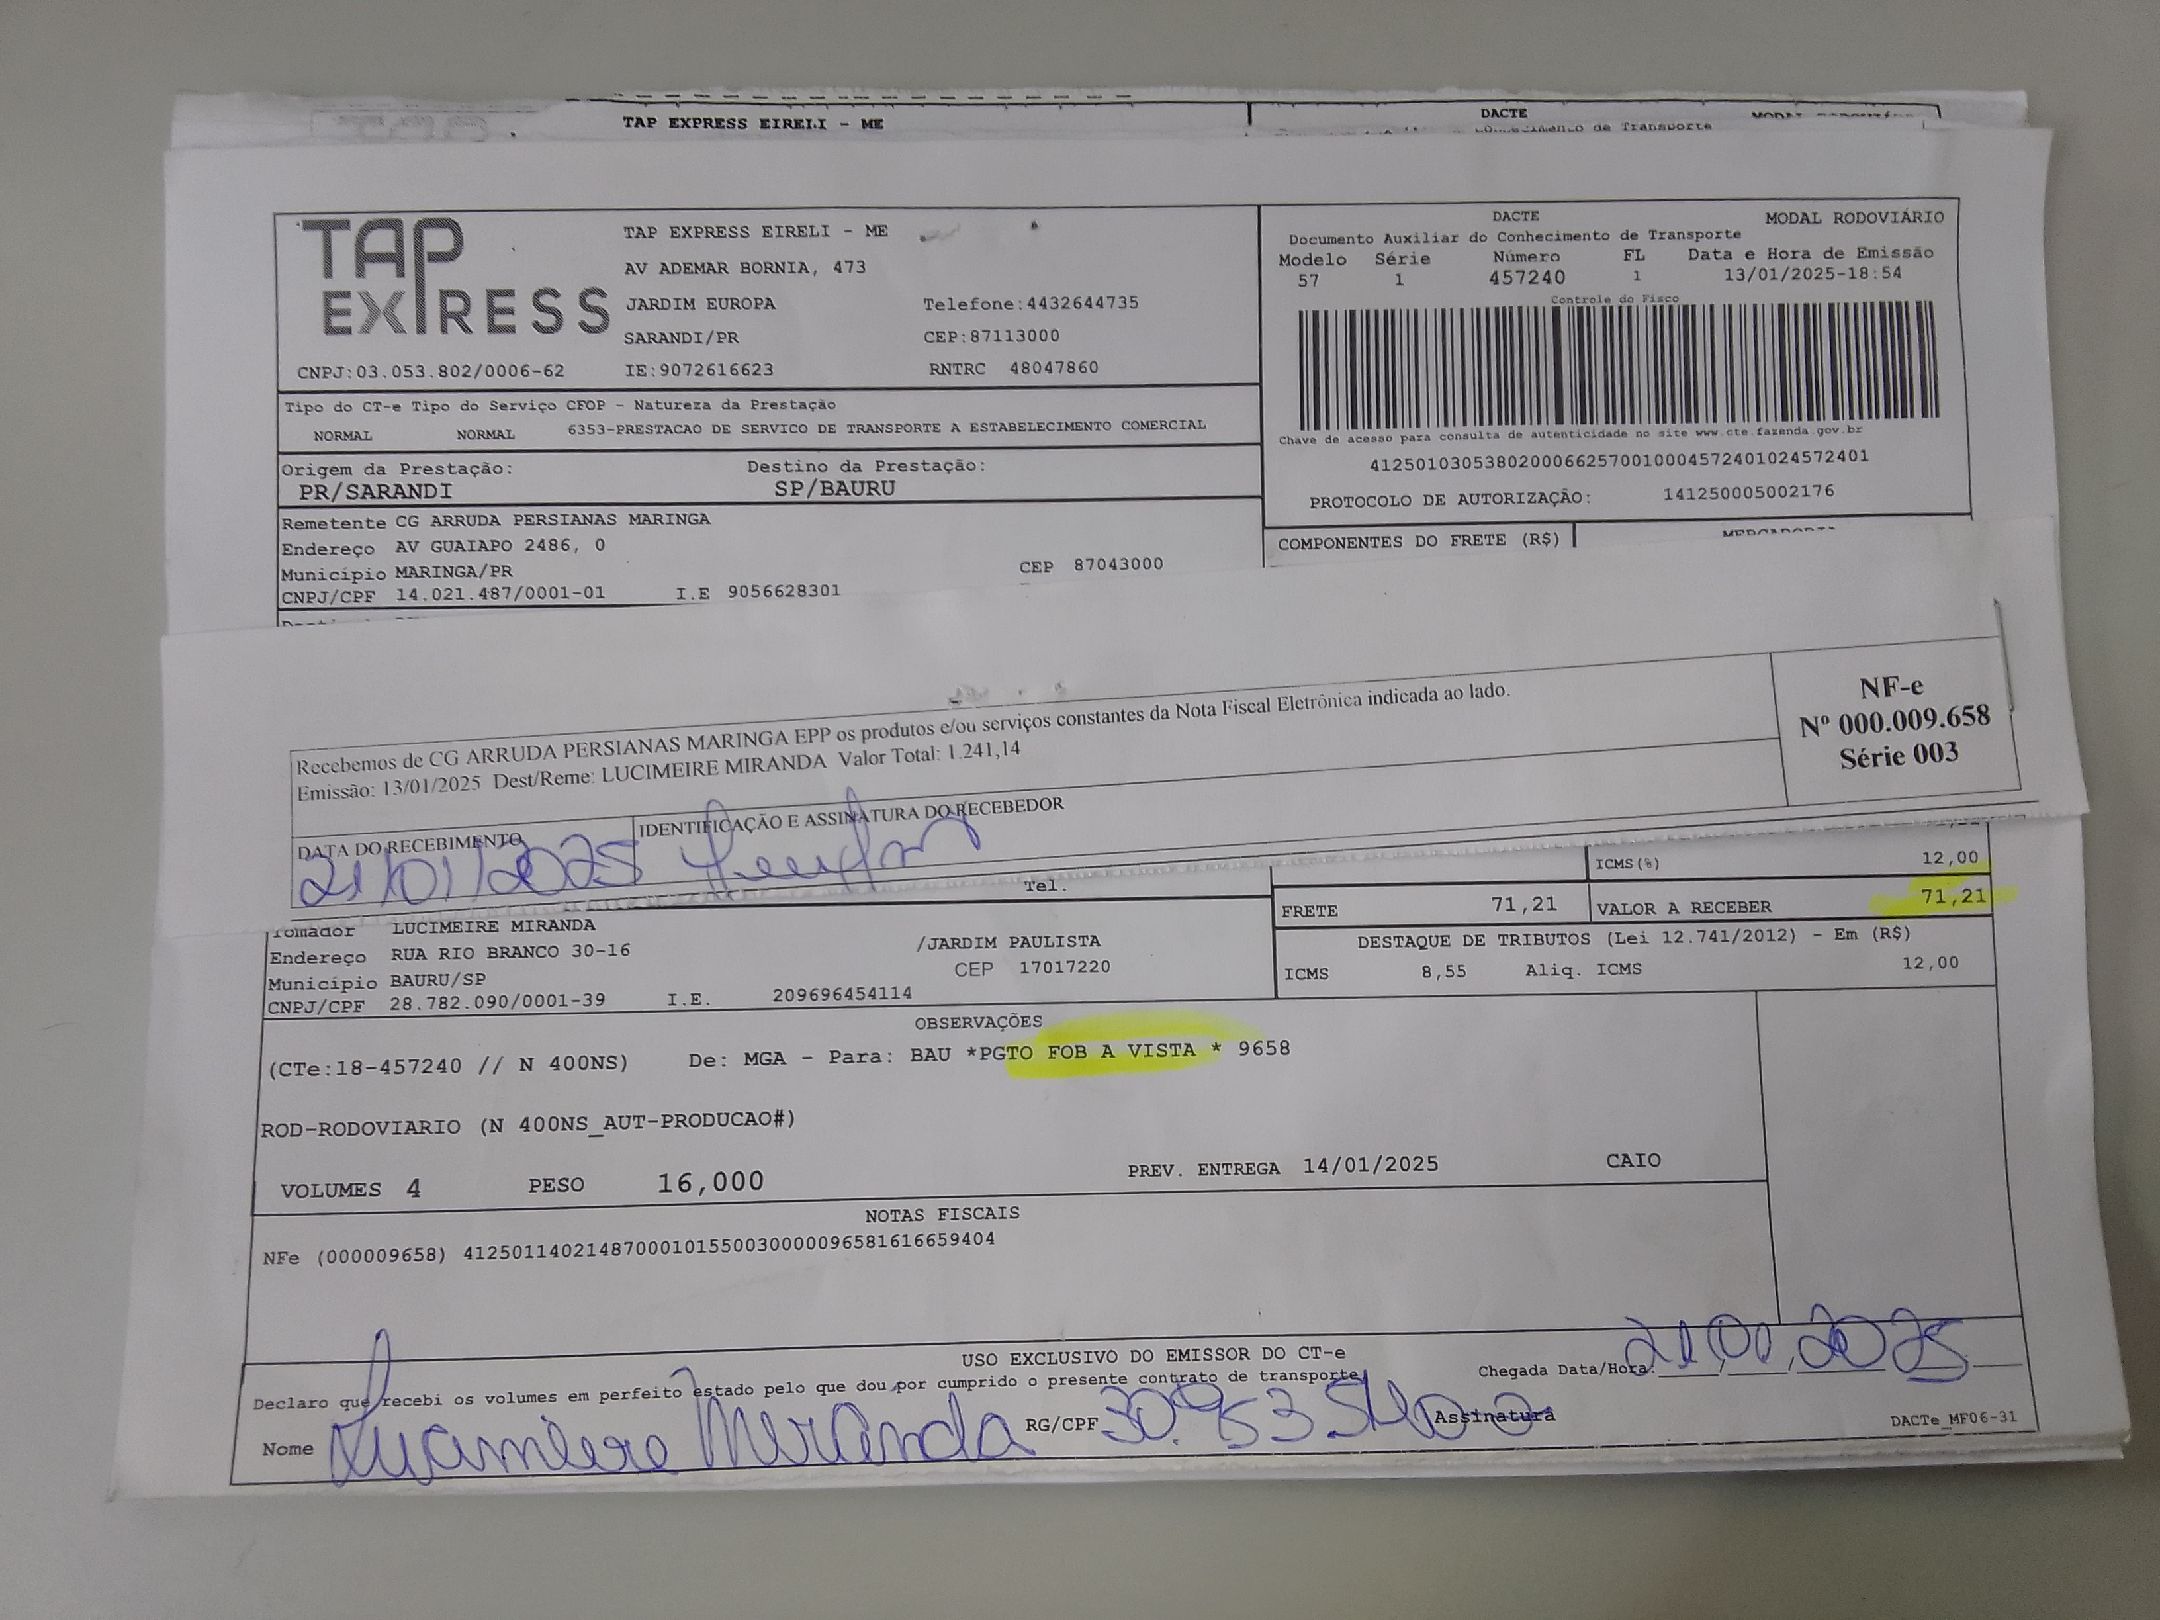 TAP EXPRESS EIRELI - ME
DACTE
Conhecimento de Transporte
TAP EXPRESS
TAP EXPRESS EIRELI - ME
AV ADEMAR BORNIA, 473
JARDIM EUROPA Telefone:4432644735
SARANDI/PR CEP:87113000
CNPJ:03.053.802/0006-62 IE:9072616623 RNTRC 48047860
DACTE MODAL RODOVIÁRIO
Documento Auxiliar do Conhecimento de Transporte
Modelo Série Número FL Data e Hora de Emissão
57 1 457240 1 13/01/2025-18:54
Controle do Fisco
Chave de acesso para consulta de autenticidade no site www.cte.fazenda.gov.br
41250103053802000662570010004572401024572401
PROTOCOLO DE AUTORIZAÇÃO: 141250005002176
Tipo do CT-e Tipo do Serviço CFOP - Natureza da Prestação
NORMAL NORMAL 6353-PRESTACAO DE SERVICO DE TRANSPORTE A ESTABELECIMENTO COMERCIAL
Origem da Prestação: Destino da Prestação:
PR/SARANDI SP/BAURU
Remetente CG ARRUDA PERSIANAS MARINGA
Endereço AV GUAIAPO 2486, 0
Município MARINGA/PR CEP 87043000
CNPJ/CPF 14.021.487/0001-01 I.E 9056628301
COMPONENTES DO FRETE (R$)
Recebemos de CG ARRUDA PERSIANAS MARINGA EPP os produtos e/ou serviços constantes da Nota Fiscal Eletrônica indicada ao lado.
Emissão: 13/01/2025 Dest/Reme: LUCIMEIRE MIRANDA Valor Total: 1.241,14
NF-e
Nº 000.009.658
Série 003
DATA DO RECEBIMENTO IDENTIFICAÇÃO E ASSINATURA DO RECEBEDOR
21/01/2025
Tel.
ICMS(%) 12,00
FRETE 71,21 VALOR A RECEBER 71,21
Tomador LUCIMEIRE MIRANDA
Endereço RUA RIO BRANCO 30-16 /JARDIM PAULISTA
Município BAURU/SP CEP 17017220
CNPJ/CPF 28.782.090/0001-39 I.E. 209696454114
DESTAQUE DE TRIBUTOS (Lei 12.741/2012) - Em (R$)
ICMS 8,55 Aliq. ICMS 12,00
OBSERVAÇÕES
(CTe:18-457240 // N 400NS) De: MGA - Para: BAU *PGTO FOB A VISTA * 9658
ROD-RODOVIARIO (N 400NS_AUT-PRODUCAO#)
VOLUMES 4 PESO 16,000 PREV. ENTREGA 14/01/2025 CAIO
NOTAS FISCAIS
NFe (000009658) 41250114021487000101550030000096581616659404
USO EXCLUSIVO DO EMISSOR DO CT-e
Declaro que recebi os volumes em perfeito estado pelo que dou por cumprido o presente contrato de transporte
Chegada Data/Hora:
Nome Miranda RG/CPF Assinatura
DACTe_MF06-31